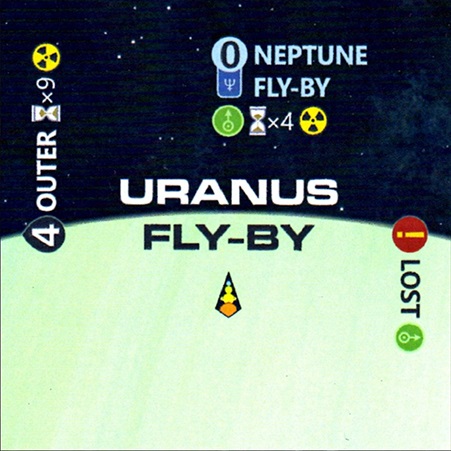 0 NEPTUNE
FLY-BY
×4
4 OUTER ×9
URANUS
FLY-BY
! LOST